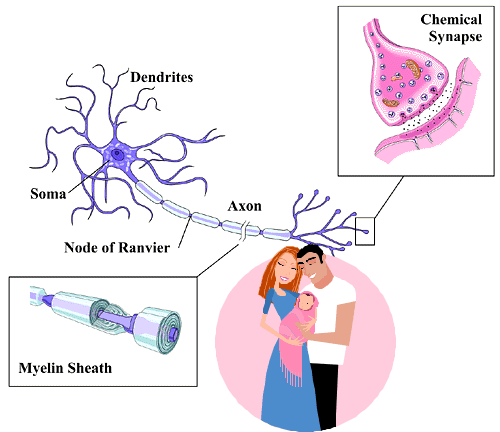 Chemical
Synapse
Dendrites
Soma
Axon
Node of Ranvier
Myelin Sheath